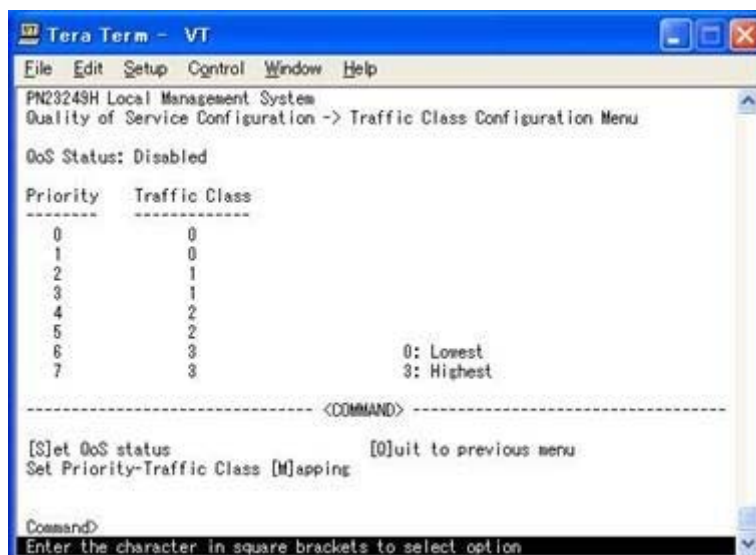 Tera Term - VT
File Edit Setup Control Window Help
PN23249H Local Management System
Quality of Service Configuration -> Traffic Class Configuration Menu
QoS Status: Disabled
Priority Traffic Class
-------- -------------
0 0
1 0
2 1
3 1
4 2
5 2
6 3 0: Lowest
7 3 3: Highest
-------------------------------- <COMMAND> -----------------------------------
[S]et QoS status [Q]uit to previous menu
Set Priority-Traffic Class [M]apping
Command>
Enter the character in square brackets to select option